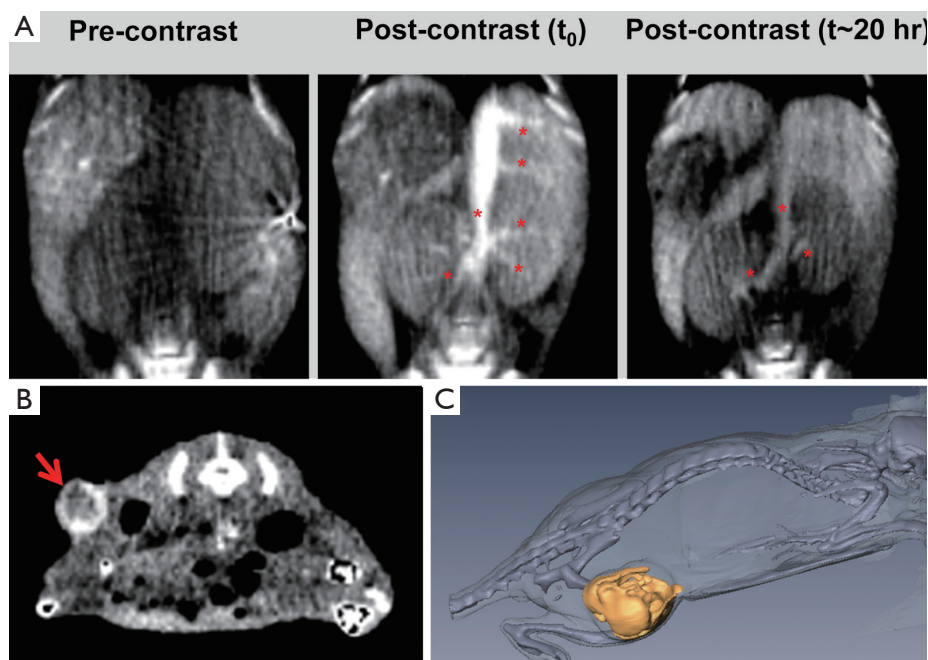 A
Pre-contrast
Post-contrast (t0)
Post-contrast (t~20 hr)
*
*
*
*
*
*
*
*
*
B
C